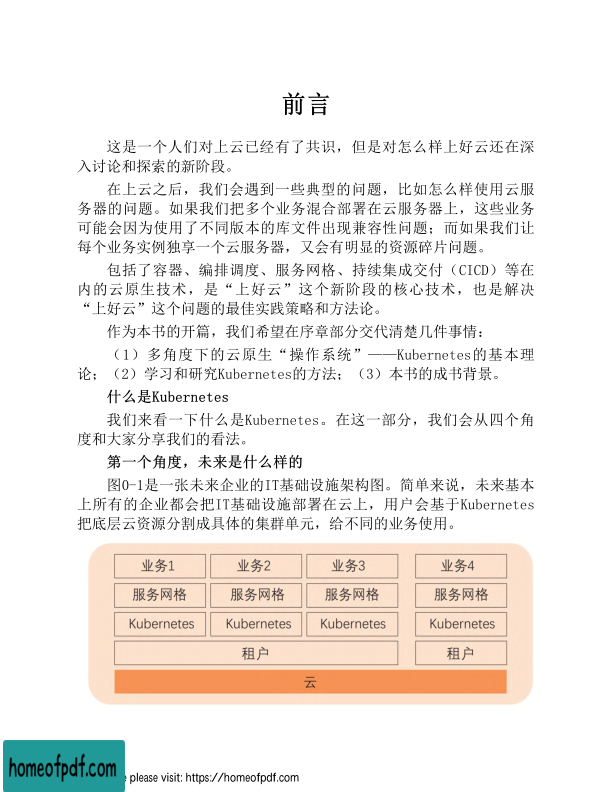 前言
这是一个人们对上云已经有了共识，但是对怎么样上好云还在深
入讨论和探索的新阶段。
在上云之后，我们会遇到一些典型的问题，比如怎么样使用云服
务器的问题。如果我们把多个业务混合部署在云服务器上，这些业务
可能会因为使用了不同版本的库文件出现兼容性问题；而如果我们让
每个业务实例独享一个云服务器，又会有明显的资源碎片问题。
包括了容器、编排调度、服务网格、持续集成交付（CICD）等在
内的云原生技术，是“上好云”这个新阶段的核心技术，也是解决
“上好云”这个问题的最佳实践策略和方法论。
作为本书的开篇，我们希望在序章部分交代清楚几件事情：
（1）多角度下的云原生“操作系统”——Kubernetes的基本理
论；（2）学习和研究Kubernetes的方法；（3）本书的成书背景。
什么是Kubernetes
我们来看一下什么是Kubernetes。在这一部分，我们会从四个角
度和大家分享我们的看法。
第一个角度，未来是什么样的
图0-1是一张未来企业的IT基础设施架构图。简单来说，未来基本
上所有的企业都会把IT基础设施部署在云上，用户会基于Kubernetes
把底层云资源分割成具体的集群单元，给不同的业务使用。
业务1 业务2 业务3 业务4
服务网格 服务网格 服务网格 服务网格
Kubernetes Kubernetes Kubernetes Kubernetes
租户 租户
云
homeofpdf.com
please visit: https://homeofpdf.com